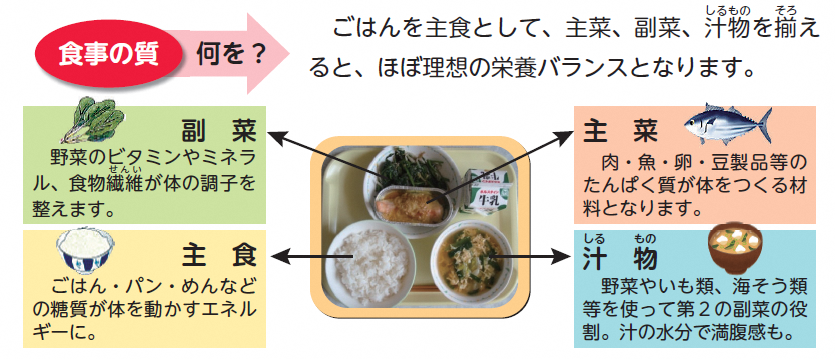 食事の質
何を？
ごはんを主食として、主菜、副菜、汁物を揃え
ると、ほぼ理想の栄養バランスとなります。
しるもの
そろ
副 菜
野菜のビタミンやミネラ
ル、食物繊維が体の調子を
せんい
整えます。
主 菜
肉・魚・卵・豆製品等の
たんぱく質が体をつくる材
料となります。
主 食
ごはん・パン・めんなど
の糖質が体を動かすエネル
ギーに。
しる もの
汁 物
野菜やいも類、海そう類
等を使って第２の副菜の役
割。汁の水分で満腹感も。
牛乳